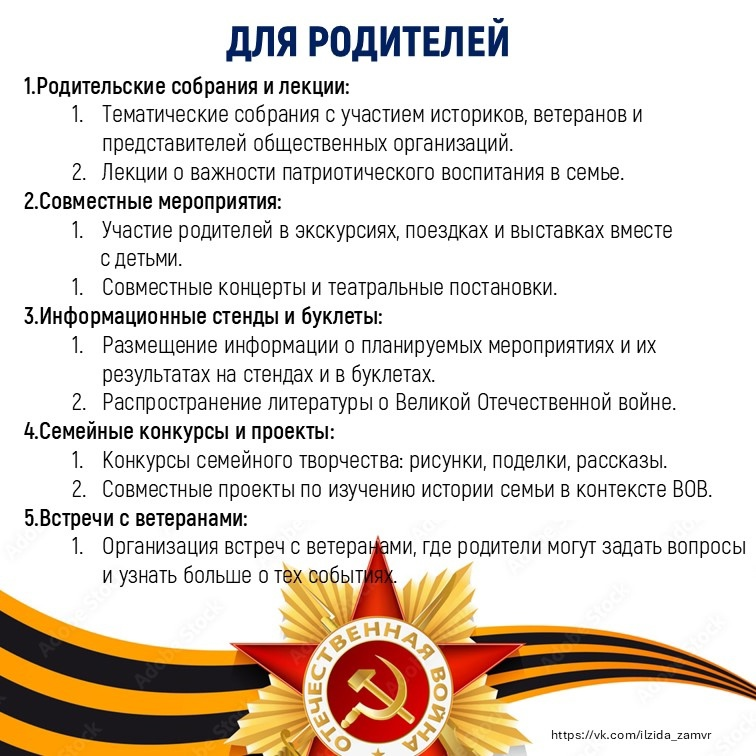 ДЛЯ РОДИТЕЛЕЙ
1.Родительские собрания и лекции:
1. Тематические собрания с участием историков, ветеранов и
представителей общественных организаций.
2. Лекции о важности патриотического воспитания в семье.
2.Совместные мероприятия:
1. Участие родителей в экскурсиях, поездках и выставках вместе
с детьми.
1. Совместные концерты и театральные постановки.
3.Информационные стенды и буклеты:
1. Размещение информации о планируемых мероприятиях и их
результатах на стендах и в буклетах.
2. Распространение литературы о Великой Отечественной войне.
4.Семейные конкурсы и проекты:
1. Конкурсы семейного творчества: рисунки, поделки, рассказы.
2. Совместные проекты по изучению истории семьи в контексте ВОВ.
5.Встречи с ветеранами:
1. Организация встреч с ветеранами, где родители могут задать вопросы
и узнать больше о тех событиях.
ОТЕЧЕСТВЕННАЯ ВОЙНА
https://vk.com/ilzida_zamvr